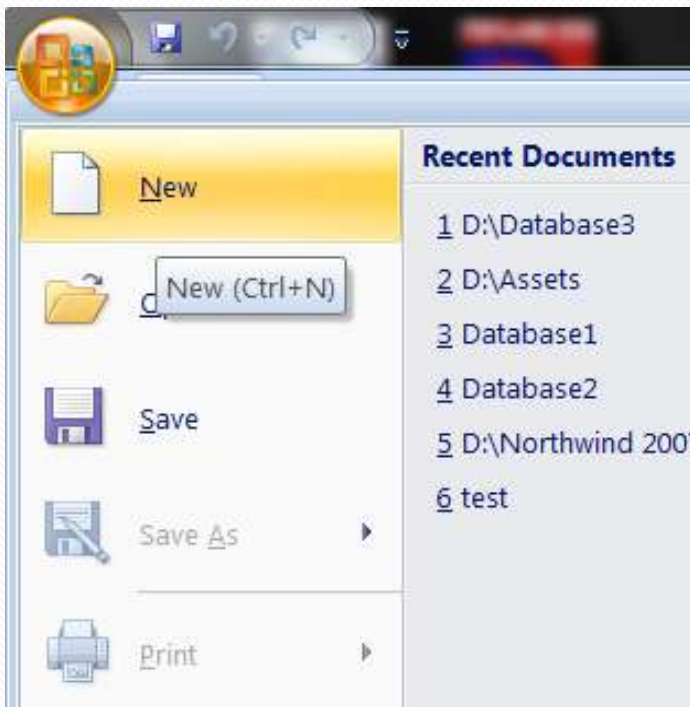 New
New (Ctrl+N)
Save
Save As
Print
Recent Documents
1 D:\Database3
2 D:\Assets
3 Database1
4 Database2
5 D:\Northwind 200
6 test